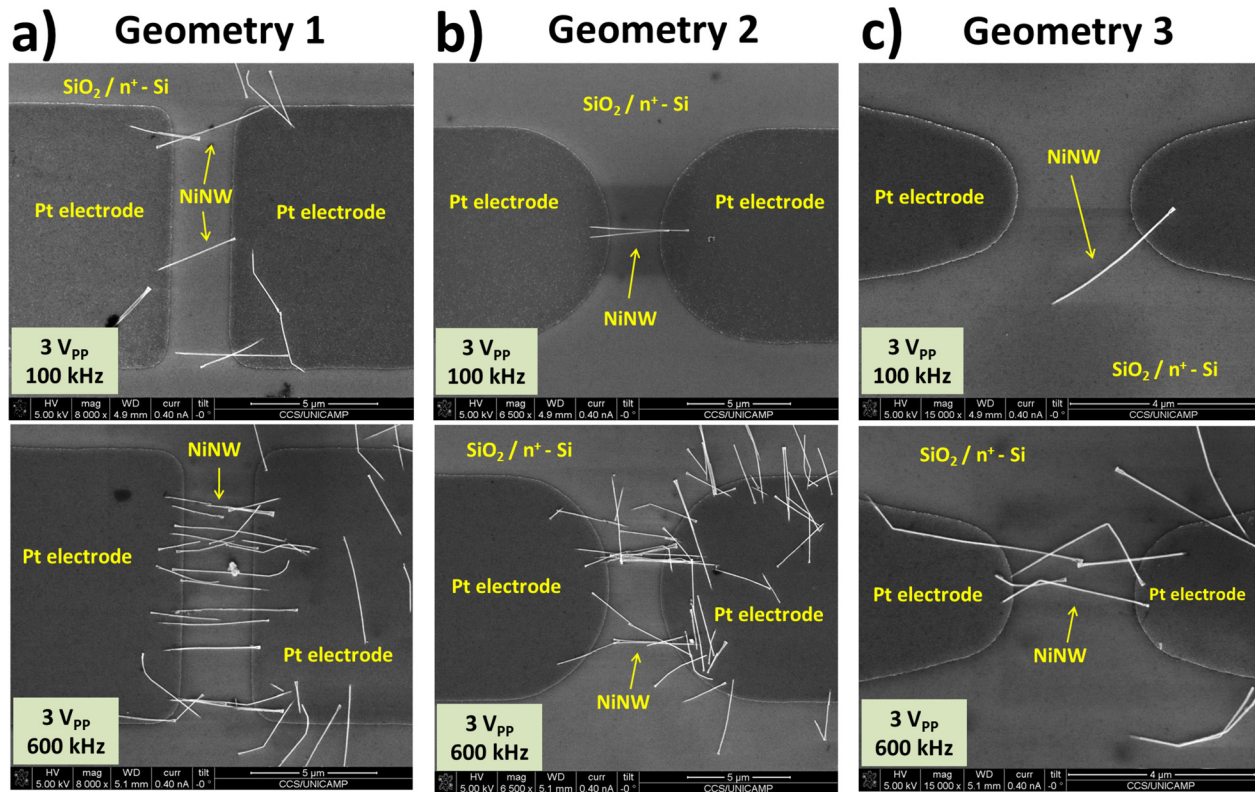 a) Geometry 1
SiO₂ / n⁺ - Si
Pt electrode
NiNW
Pt electrode
3 VPP
100 kHz
HV mag WD curr tilt
5.00 kV 8 000 x 4.9 mm 0.40 nA -0 °
5 µm
CCS/UNICAMP
b) Geometry 2
SiO₂ / n⁺ - Si
Pt electrode
Pt electrode
NiNW
3 VPP
100 kHz
HV mag WD curr tilt
5.00 kV 6 500 x 4.9 mm 0.40 nA -0 °
5 µm
CCS/UNICAMP
c) Geometry 3
NiNW
Pt electrode
Pt electrode
3 VPP
100 kHz
SiO₂ / n⁺ - Si
HV mag WD curr tilt
5.00 kV 15 000 x 4.9 mm 0.40 nA -0 °
4 µm
CCS/UNICAMP
NiNW
Pt electrode
Pt electrode
3 VPP
600 kHz
HV mag WD curr tilt
5.00 kV 8 000 x 5.1 mm 0.40 nA -0 °
5 µm
CCS/UNICAMP
SiO₂ / n⁺ - Si
Pt electrode
Pt electrode
NiNW
3 VPP
600 kHz
HV mag WD curr tilt
5.00 kV 6 500 x 5.1 mm 0.40 nA -0 °
5 µm
CCS/UNICAMP
SiO₂ / n⁺ - Si
Pt electrode
Pt electrode
NiNW
3 VPP
600 kHz
HV mag WD curr tilt
5.00 kV 15 000 x 5.1 mm 0.40 nA -0 °
4 µm
CCS/UNICAMP